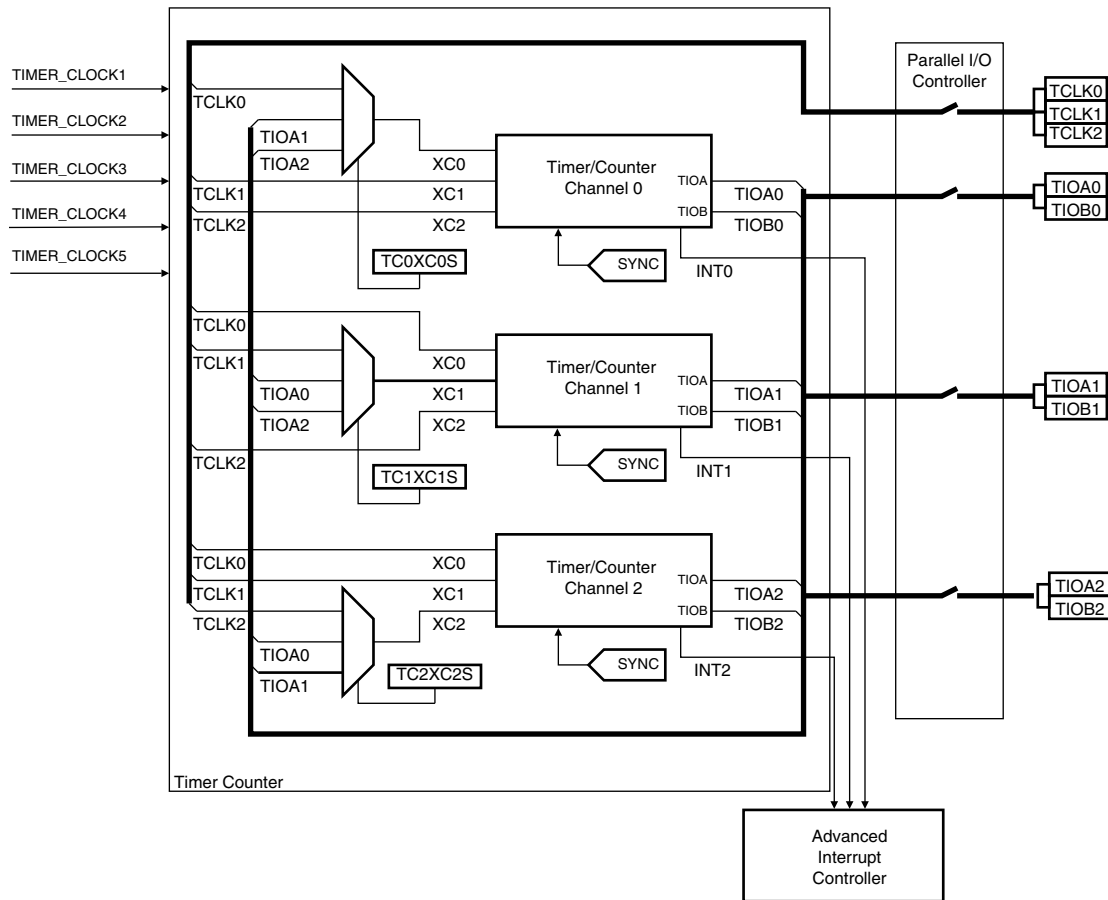 Parallel I/O
Controller
TIMER_CLOCK1
TCLK0
TCLK0
TCLK1
TCLK2
TIMER_CLOCK2
TIOA1
TIOA2
XC0
Timer/Counter
Channel 0
TIOA
TIOB
TIMER_CLOCK3
TCLK1
XC1
TIOA0
TIOA0
TIOB0
TIMER_CLOCK4
TCLK2
XC2
TIOB0
TIMER_CLOCK5
TC0XC0S
SYNC
INT0
TCLK0
TCLK1
XC0
Timer/Counter
Channel 1
TIOA
TIOB
TIOA0
XC1
TIOA1
TIOA1
TIOB1
TIOA2
XC2
TIOB1
TCLK2
TC1XC1S
SYNC
INT1
TCLK0
XC0
Timer/Counter
Channel 2
TIOA
TIOB
TCLK1
XC1
TIOA2
TIOA2
TIOB2
TCLK2
XC2
TIOB2
TIOA0
TIOA1
TC2XC2S
SYNC
INT2
Timer Counter
Advanced
Interrupt
Controller